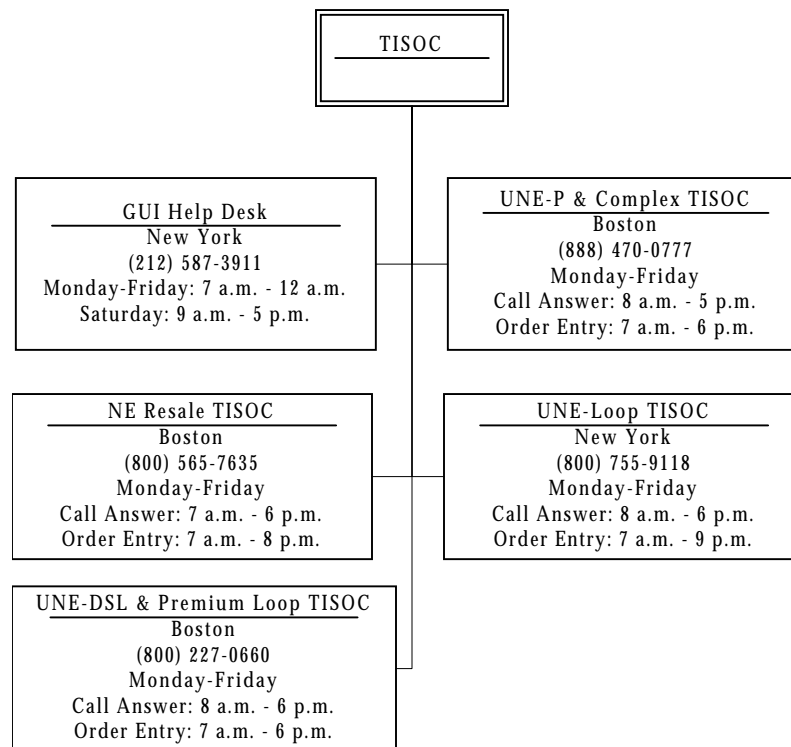 TISOC
GUI Help Desk
New York
(212) 587-3911
Monday-Friday: 7 a.m. - 12 a.m.
Saturday: 9 a.m. - 5 p.m.
UNE-P & Complex TISOC
Boston
(888) 470-0777
Monday-Friday
Call Answer: 8 a.m. - 5 p.m.
Order Entry: 7 a.m. - 6 p.m.
NE Resale TISOC
Boston
(800) 565-7635
Monday-Friday
Call Answer: 7 a.m. - 6 p.m.
Order Entry: 7 a.m. - 8 p.m.
UNE-Loop TISOC
New York
(800) 755-9118
Monday-Friday
Call Answer: 8 a.m. - 6 p.m.
Order Entry: 7 a.m. - 9 p.m.
UNE-DSL & Premium Loop TISOC
Boston
(800) 227-0660
Monday-Friday
Call Answer: 8 a.m. - 6 p.m.
Order Entry: 7 a.m. - 6 p.m.